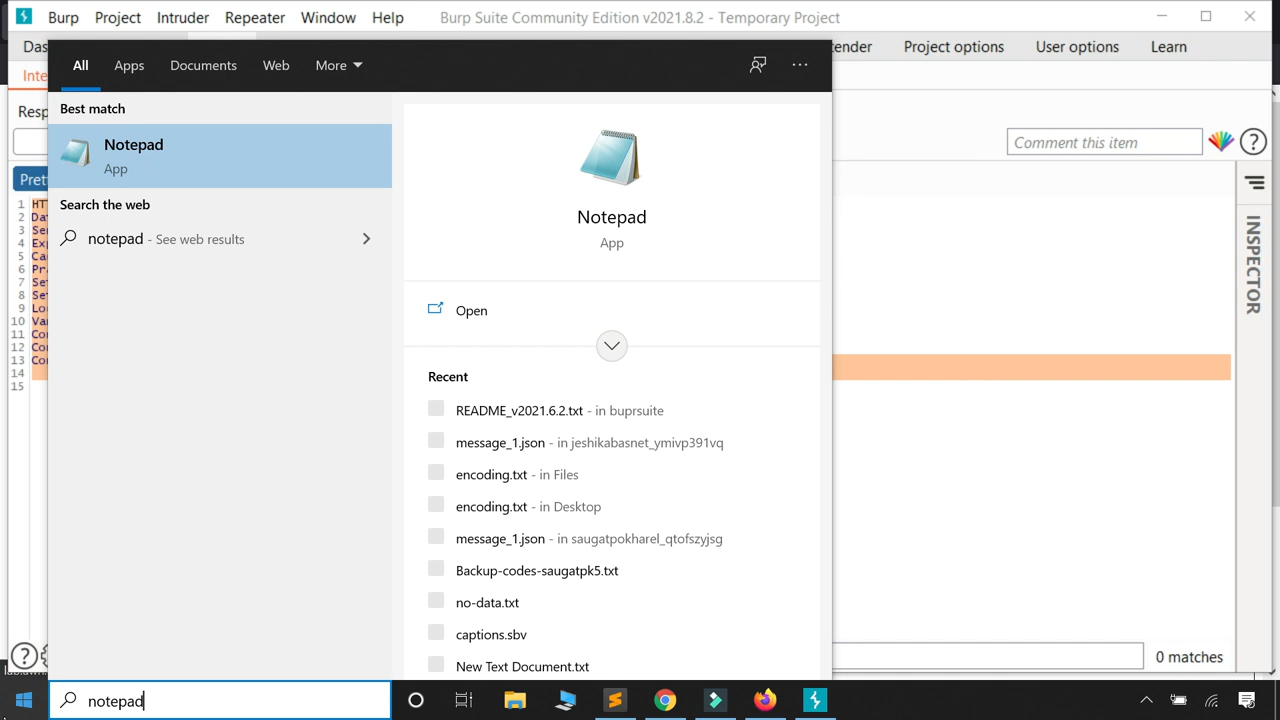 Burp Project Intruder Repeater Window Help Burp Suite Community Edition v2021.8.2 - Temporary Project
Project options User options Learn
All Apps Documents Web More
Best match
Notepad
App
Search the web
notepad - See web results
Notepad
App
Open
Recent
README_v2021.6.2.txt - in buprsuite
message_1.json - in jeshikabasnet_ymivp391vq
encoding.txt - in Files
encoding.txt - in Desktop
message_1.json - in saugatpokharel_qtofszyjsg
Backup-codes-saugatpk5.txt
no-data.txt
captions.sbv
New Text Document.txt
Comment this item
INSPECTOR
1
2
3
4
5
6
7
8
9
10
11
12
13
14
15
0 matches
notepad